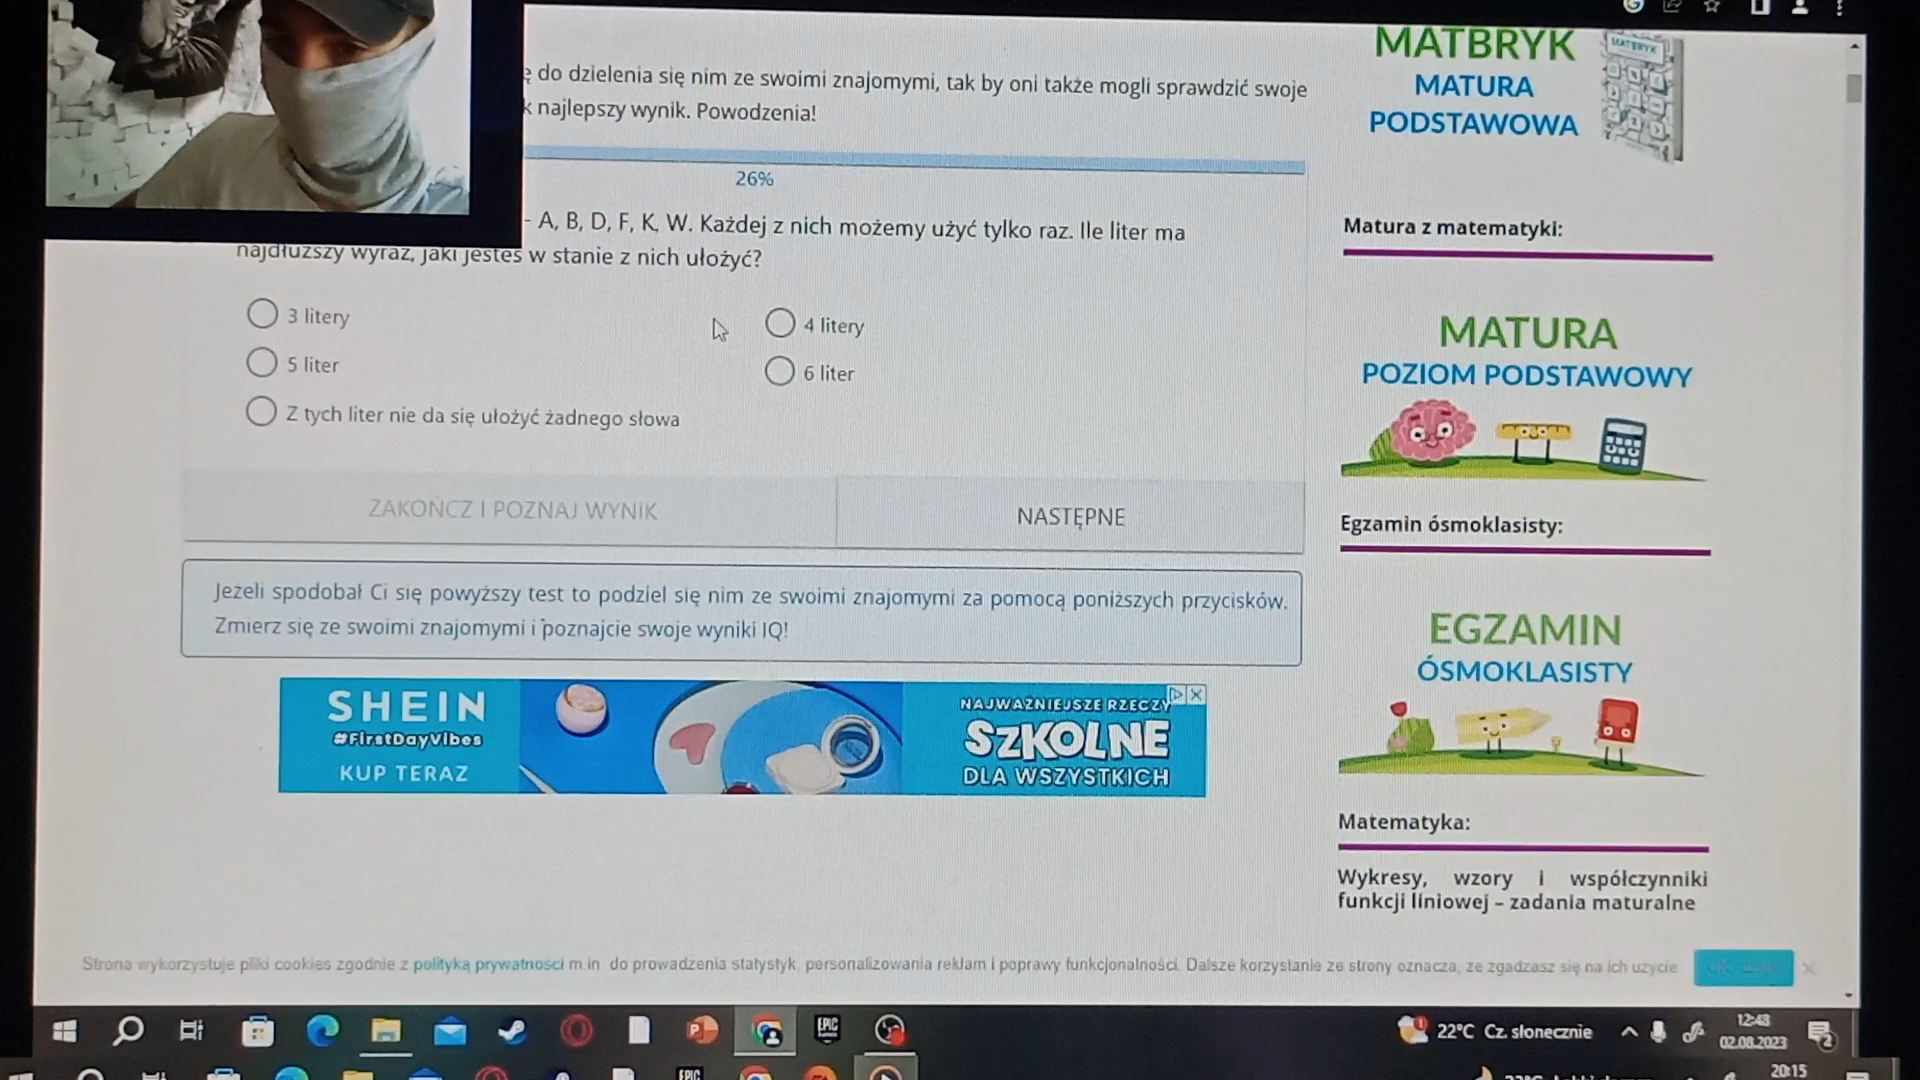 MATBRYK
MATURA
PODSTAWOWA
MATBRYK
do dzielenia się nim ze swoimi znajomymi, tak by oni także mogli sprawdzić swoje
najlepszy wynik. Powodzenia!
26%
- A, B, D, F, K, W. Każdej z nich możemy użyć tylko raz. Ile liter ma
najdłuższy wyraz, jaki jesteś w stanie z nich ułożyć?
3 litery
4 litery
5 liter
6 liter
Z tych liter nie da się ułożyć żadnego słowa
ZAKOŃCZ I POZNAJ WYNIK
NASTĘPNE
Jeżeli spodobał Ci się powyższy test to podziel się nim ze swoimi znajomymi za pomocą poniższych przycisków.
Zmierz się ze swoimi znajomymi i poznajcie swoje wyniki IQ!
SHEIN
#FirstDayVibes
KUP TERAZ
NAJWAŻNIEJSZE RZECZY
SZKOLNE
DLA WSZYSTKICH
Matura z matematyki:
MATURA
POZIOM PODSTAWOWY
Egzamin ósmoklasisty:
EGZAMIN
ÓSMOKLASISTY
Matematyka:
Wykresy, wzory i współczynniki
funkcji liniowej – zadania maturalne
Strona wykorzystuje pliki cookies zgodnie z polityką prywatności m.in. do prowadzenia statystyk, personalizowania reklam i poprawy funkcjonalności. Dalsze korzystanie ze strony oznacza, że zgadzasz się na ich użycie.
EPIC
22°C Cz. słonecznie
12:43
02.08.2023
2
EPIC
20:15